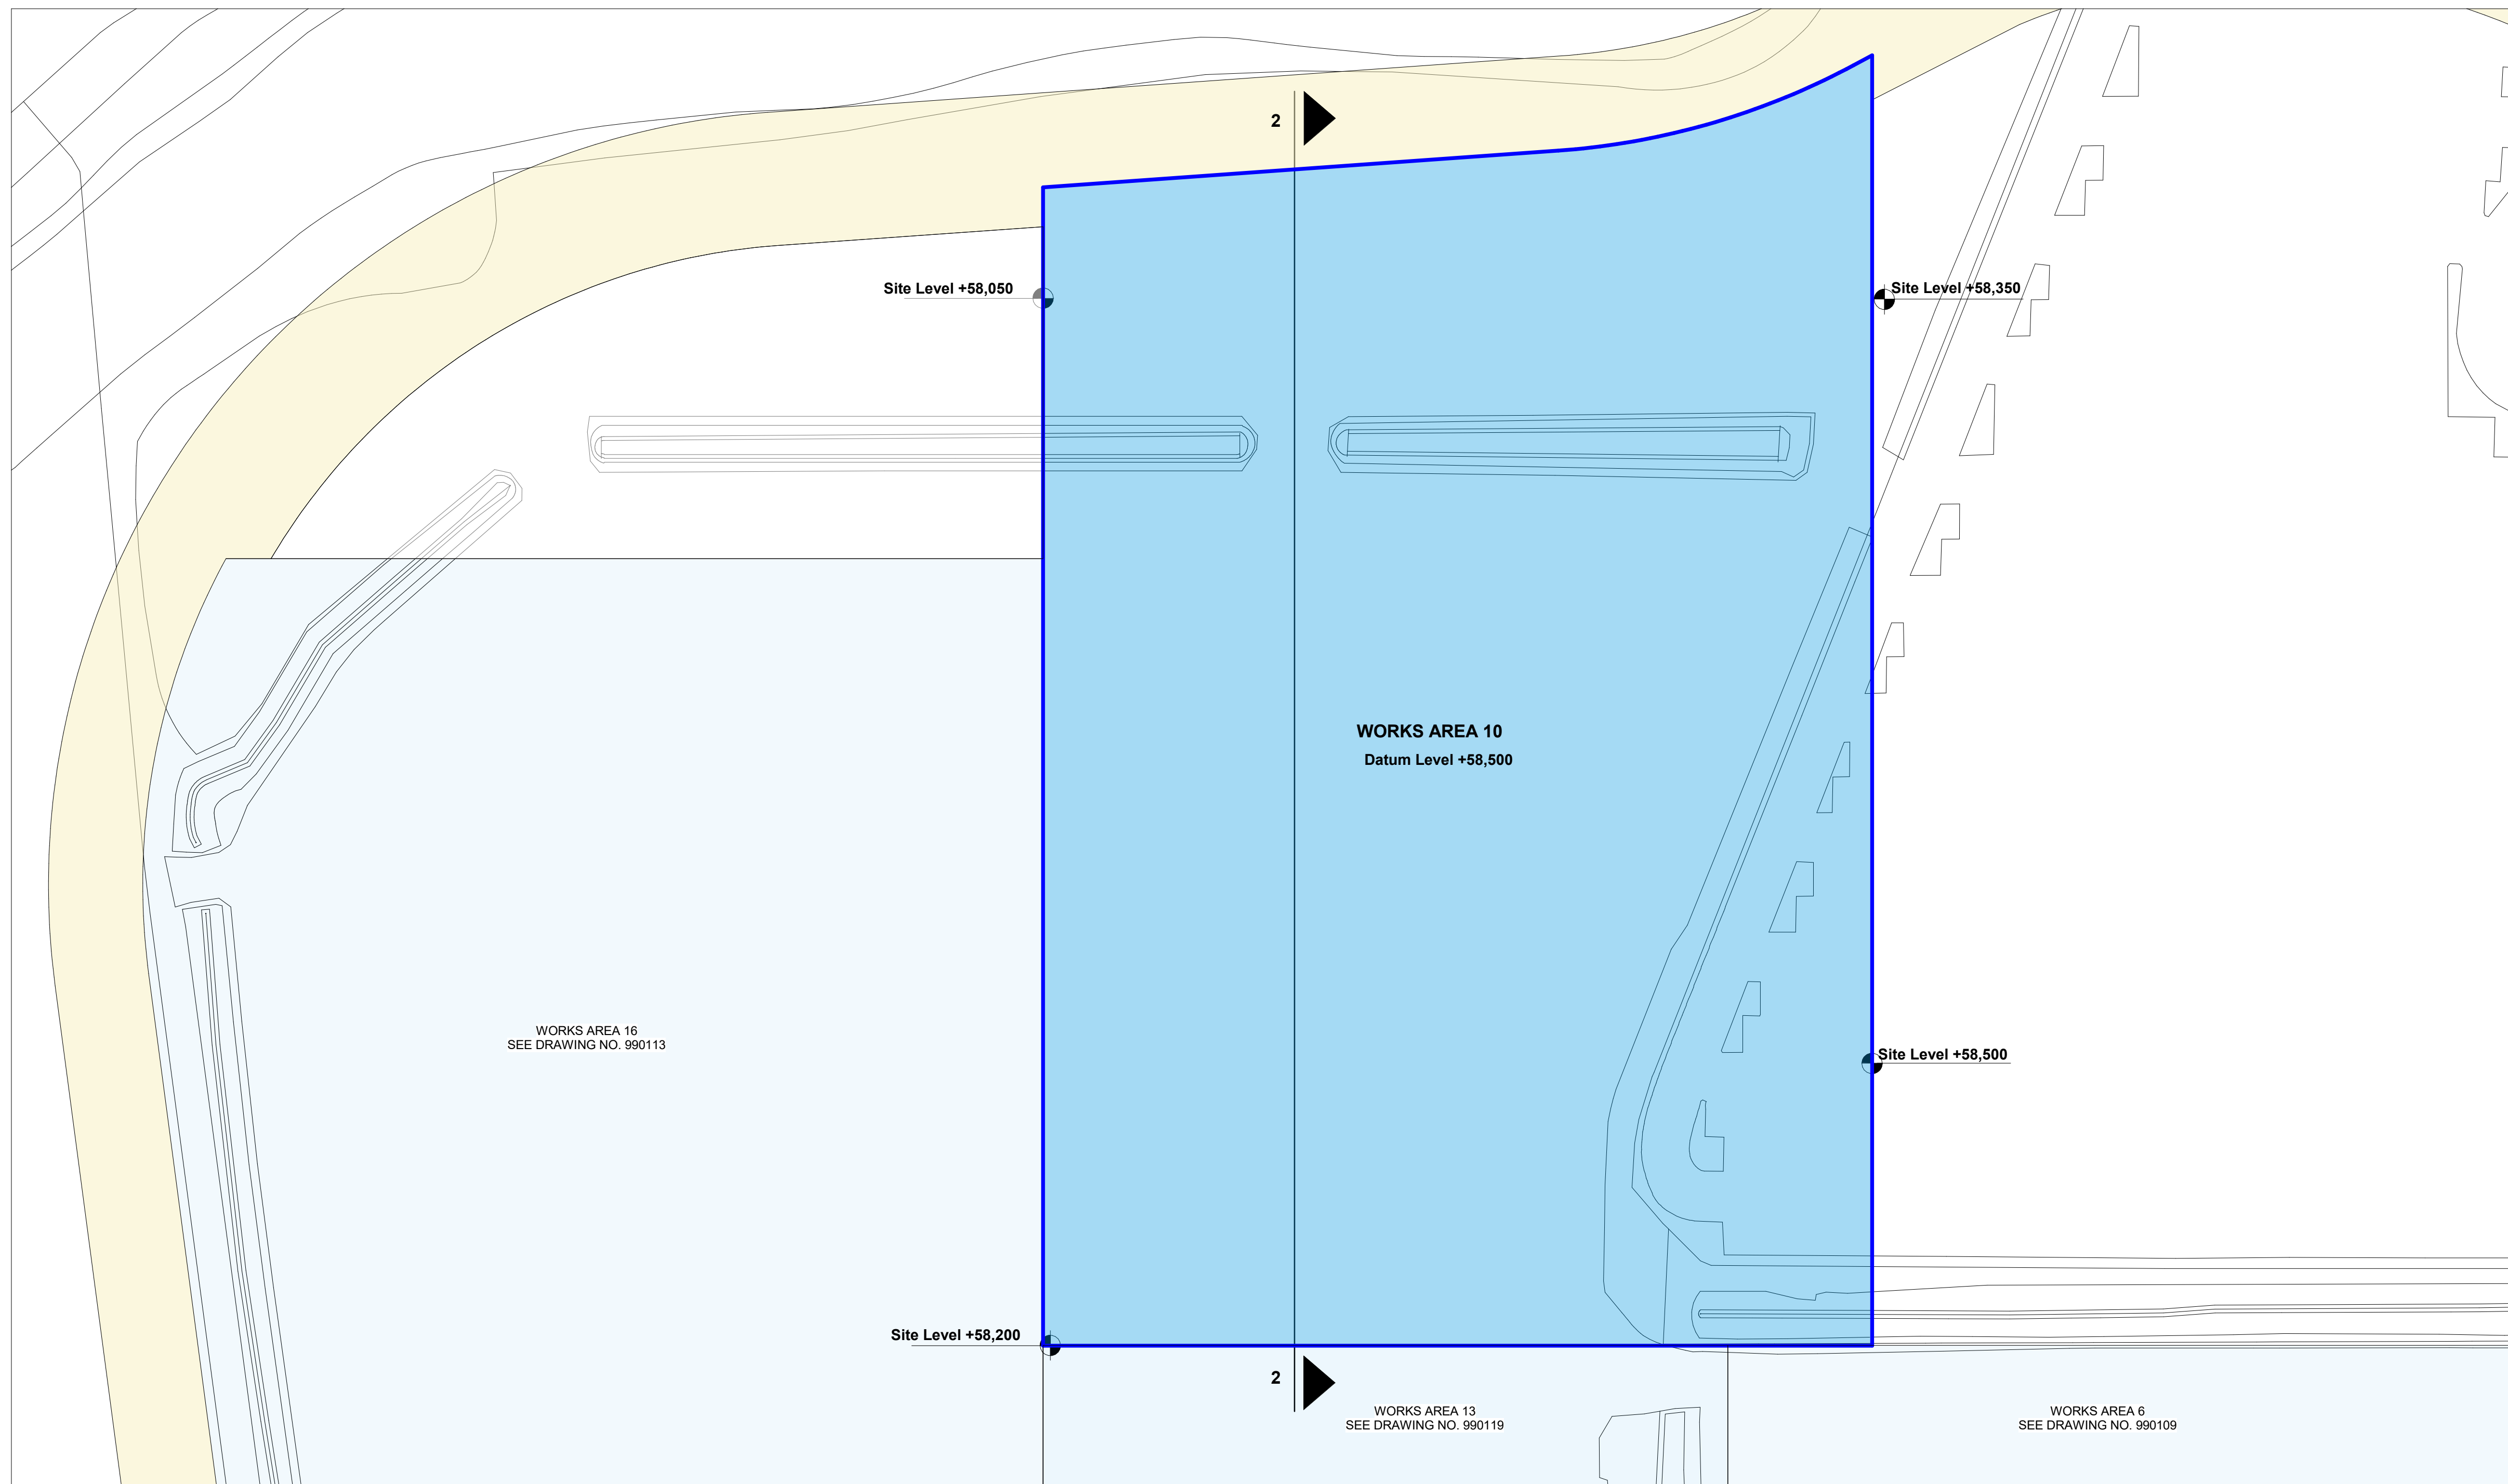 2
Site Level +58,050
Site Level +58,350
WORKS AREA 10
Datum Level +58,500
WORKS AREA 16
SEE DRAWING NO. 990113
Site Level +58,500
Site Level +58,200
2
WORKS AREA 13
SEE DRAWING NO. 990119
WORKS AREA 6
SEE DRAWING NO. 990109